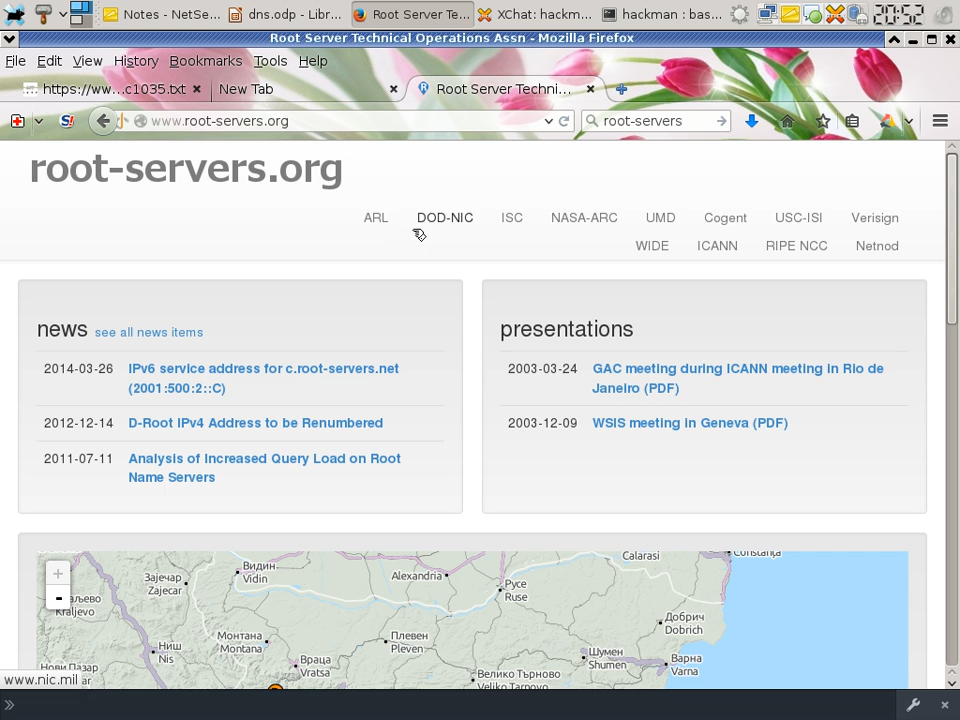 Notes - NetSe...
dns.odp - Libr...
Root Server Te...
XChat: hackm...
hackman : bas...
20:52
Root Server Technical Operations Assn - Mozilla Firefox
File Edit View History Bookmarks Tools Help
https://ww...c1035.txt
New Tab
Root Server Techni...
www.root-servers.org
root-servers
root-servers.org
ARL DOD-NIC ISC NASA-ARC UMD Cogent USC-ISI Verisign
WIDE ICANN RIPE NCC Netnod
news see all news items
2014-03-26 IPv6 service address for c.root-servers.net
(2001:500:2::C)
2012-12-14 D-Root IPv4 Address to be Renumbered
2011-07-11 Analysis of Increased Query Load on Root
Name Servers
presentations
2003-03-24 GAC meeting during ICANN meeting in Rio de
Janeiro (PDF)
2003-12-09 WSIS meeting in Geneva (PDF)
+
-
Calarasi
Constanța
Видин
Vidin
Зајечар
Zajecar
Alexandria
Русе
Ruse
Kraljevo
Добрич
Dobrich
Монтана
Montana
Плевен
Pleven
Ниш
Nis
Шумен
Shumen
Варна
Varna
Враца
Vratsa
Нови Пазар
Велико Търново
Veliko Tarnovo
www.nic.mil